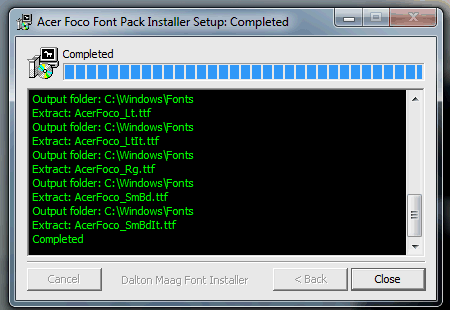 Acer Foco Font Pack Installer Setup: Completed
Completed
Output folder: C:\Windows\Fonts
Extract: AcerFoco_Lt.ttf
Output folder: C:\Windows\Fonts
Extract: AcerFoco_LtIt.ttf
Output folder: C:\Windows\Fonts
Extract: AcerFoco_Rg.ttf
Output folder: C:\Windows\Fonts
Extract: AcerFoco_SmBd.ttf
Output folder: C:\Windows\Fonts
Extract: AcerFoco_SmBdIt.ttf
Completed
Cancel Dalton Maag Font Installer < Back Close